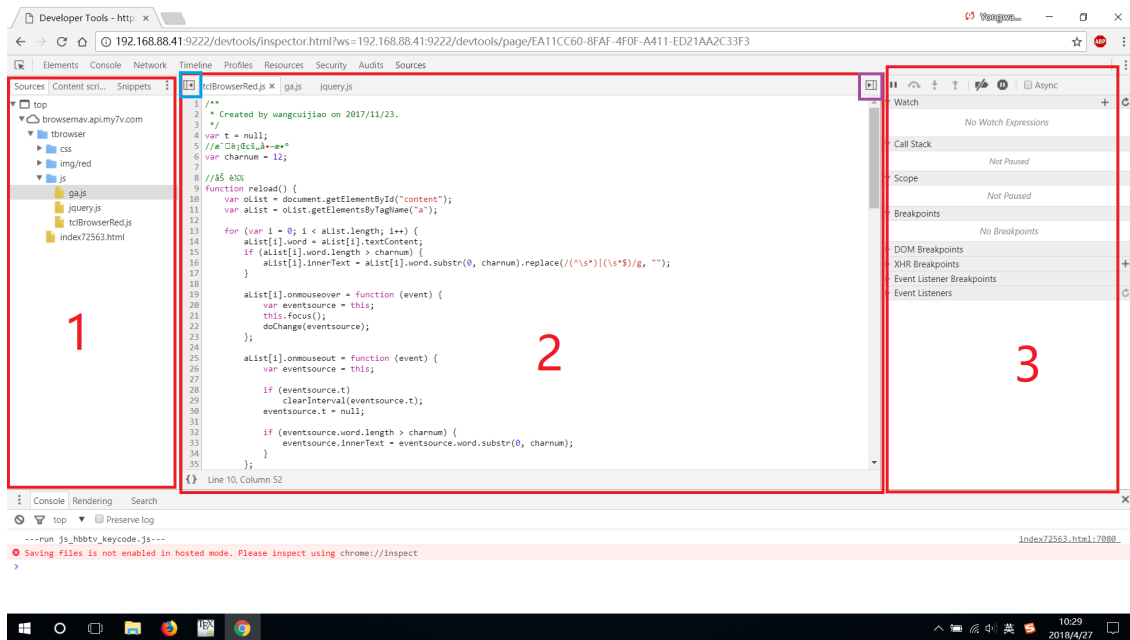 Developer Tools - http
192.168.88.41:9222/devtools/inspector.html?ws=192.168.88.41:9222/devtools/page/EA11CC60-8FAF-4F0F-A411-ED21AA2C33F3
ABP
Elements Console Network Timeline Profiles Resources Security Audits Sources
Sources Content scri... Snippets
top
browsernav.api.my7v.com
tbrowser
css
img/red
js
ga.js
jquery.js
tclBrowserRed.js
index72563.html
1
tclBrowserRed.js × ga.js jquery.js
1 /**
2 * Created by wangcuijiao on 2017/11/23.
3 */
4 var t = null;
5
6 var charnum = 12;
7
8
9 function reload() {
10 var oList = document.getElementById("content");
11 var aList = oList.getElementsByTagName("a");
12
13 for (var i = 0; i < aList.length; i++) {
14 aList[i].word = aList[i].textContent;
15 if (aList[i].word.length > charnum) {
16 aList[i].innerText = aList[i].word.substr(0, charnum).replace(/(^\s*)|(\s*$)/g, "");
17 }
18
19 aList[i].onmouseover = function (event) {
20 var eventsource = this;
21 this.focus();
22 doChange(eventsource);
23 };
24
25 aList[i].onmouseout = function (event) {
26 var eventsource = this;
27
28 if (eventsource.t)
29 clearInterval(eventsource.t);
30 eventsource.t = null;
31
32 if (eventsource.word.length > charnum) {
33 eventsource.innerText = eventsource.word.substr(0, charnum);
34 }
35 };
2
{} Line 10, Column 52
Async
Watch
No Watch Expressions
Call Stack
Not Paused
Scope
Not Paused
Breakpoints
No Breakpoints
DOM Breakpoints
XHR Breakpoints
Event Listener Breakpoints
Event Listeners
3
Console Rendering Search
top Preserve log
---run js_hbbtv_keycode.js--- index72563.html:7080
Saving files is not enabled in hosted mode. Please inspect using chrome://inspect
>
TEX
英
10:29
2018/4/27